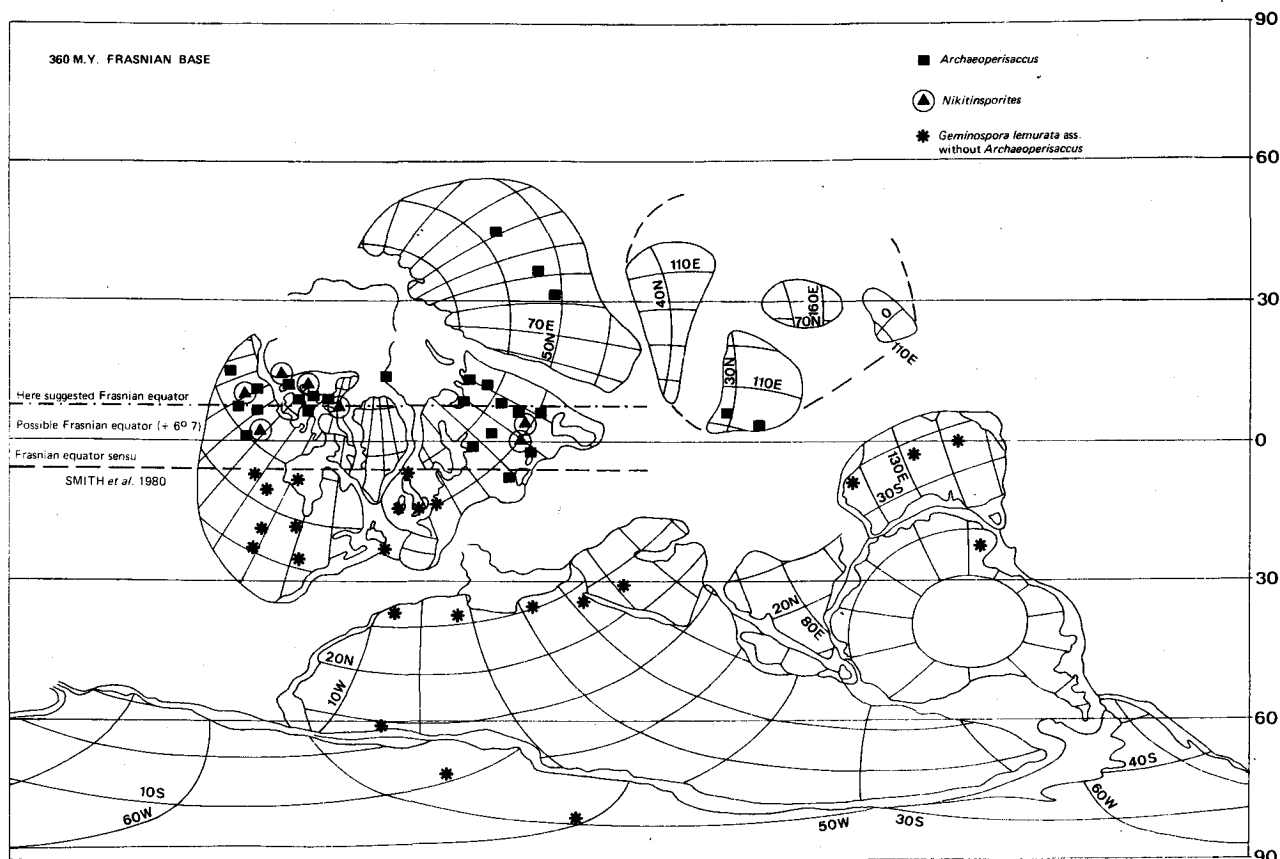 90
360 M.Y. FRASNIAN BASE
Archaeoperisaccus
Nikitinsporites
Geminospora lemurata ass.
without Archaeoperisaccus
60
110E
40N
30
160E
70N
0
110E
70E
50N
30N
110E
Here suggested Frasnian equator
Possible Frasnian equator (+ 6º 7)
0
Frasnian equator sensu
SMITH et al. 1980
130E
30S
30
20N
80E
20N
10W
60
40S
10S
60W
60W
50W
30S
90